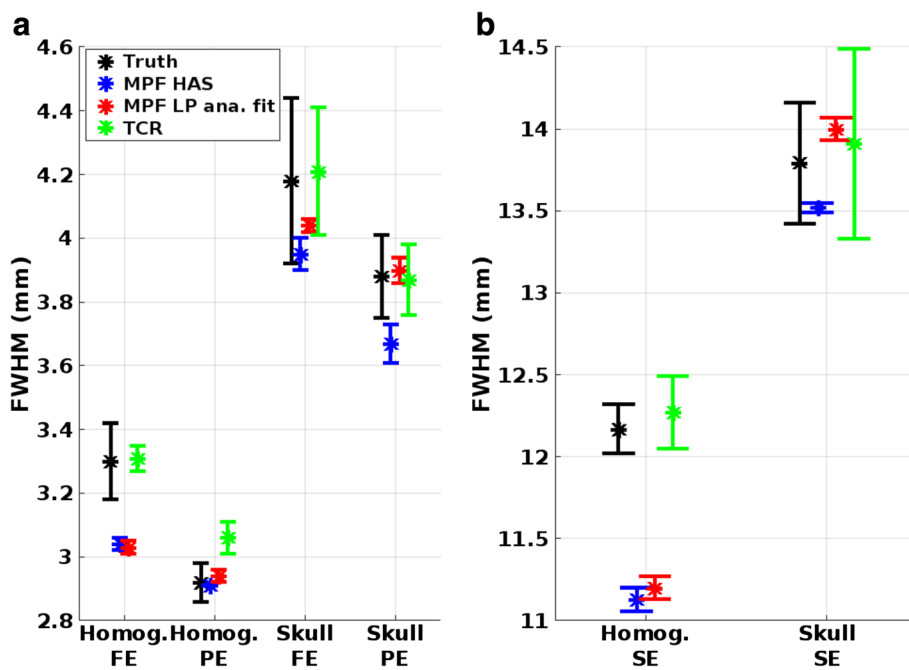 a
FWHM (mm)
4.6
4.4
4.2
4
3.8
3.6
3.4
3.2
3
2.8
Truth
MPF HAS
MPF LP ana. fit
TCR
Homog. FE
Homog. PE
Skull FE
Skull PE
b
FWHM (mm)
14.5
14
13.5
13
12.5
12
11.5
11
Homog. SE
Skull SE